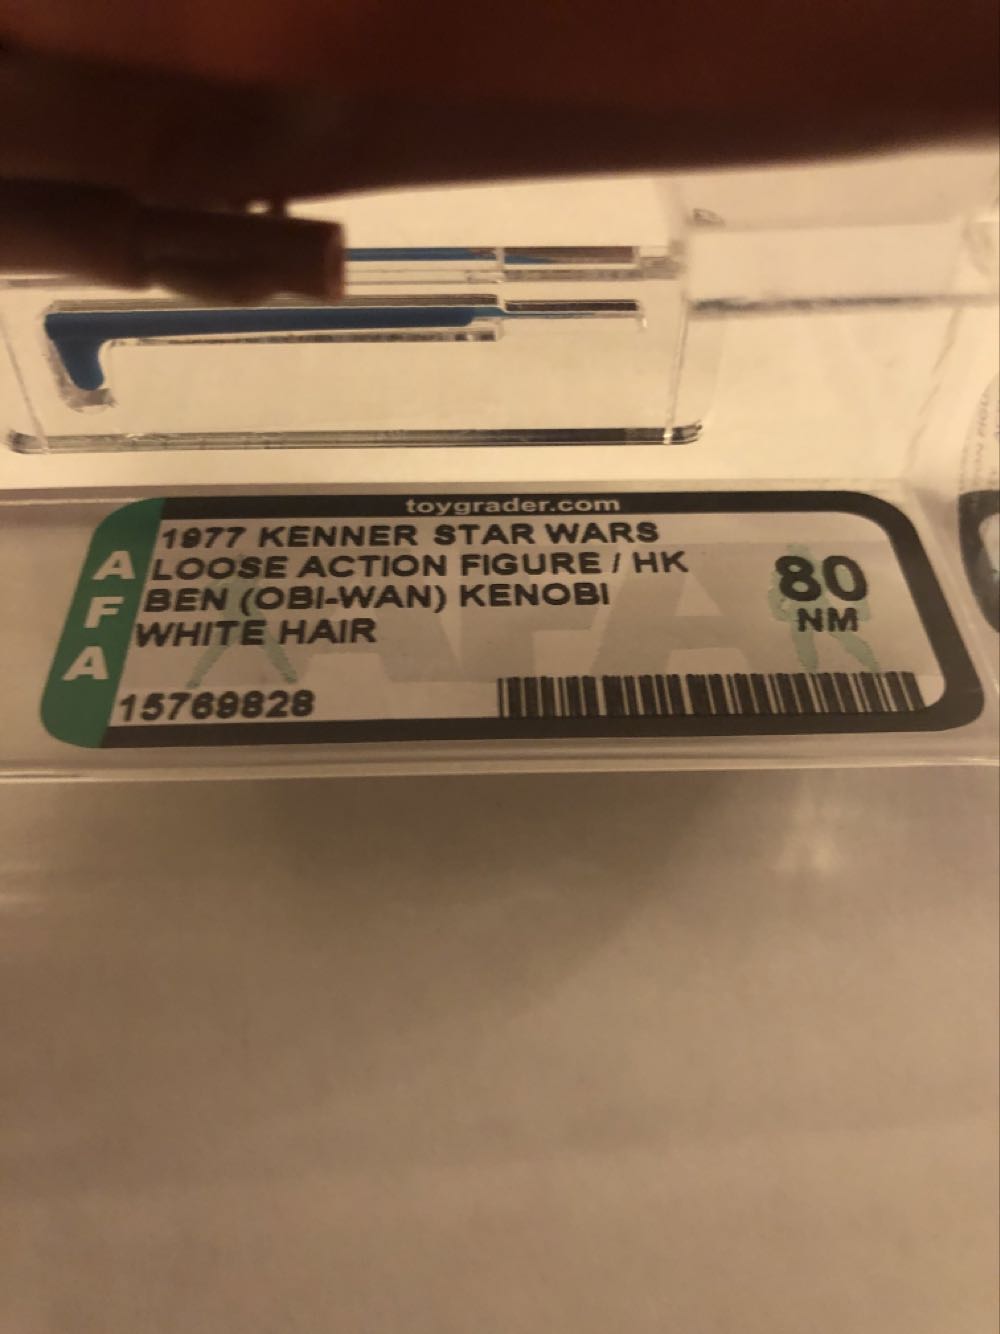 toygrader.com
AFA
1977 KENNER STAR WARS
LOOSE ACTION FIGURE / HK
BEN (OBI-WAN) KENOBI
WHITE HAIR
80
NM
15769828